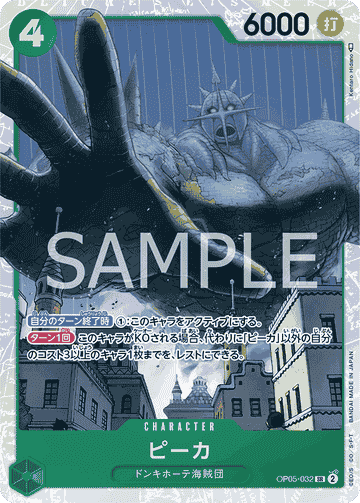 4
6000 打
Kentaro Hidano
SAMPLE
自分のターン終了時 ①:このキャラをアクティブにする。
ターン1回 このキャラがKOされる場合、代わりに「ピーカ」以外の自分
のコスト3以上のキャラ1枚までを、レストにできる。
CHARACTER
ピーカ
ドンキホーテ海賊団
OP05-032 SR 2
BANDAI MADE IN JAPAN